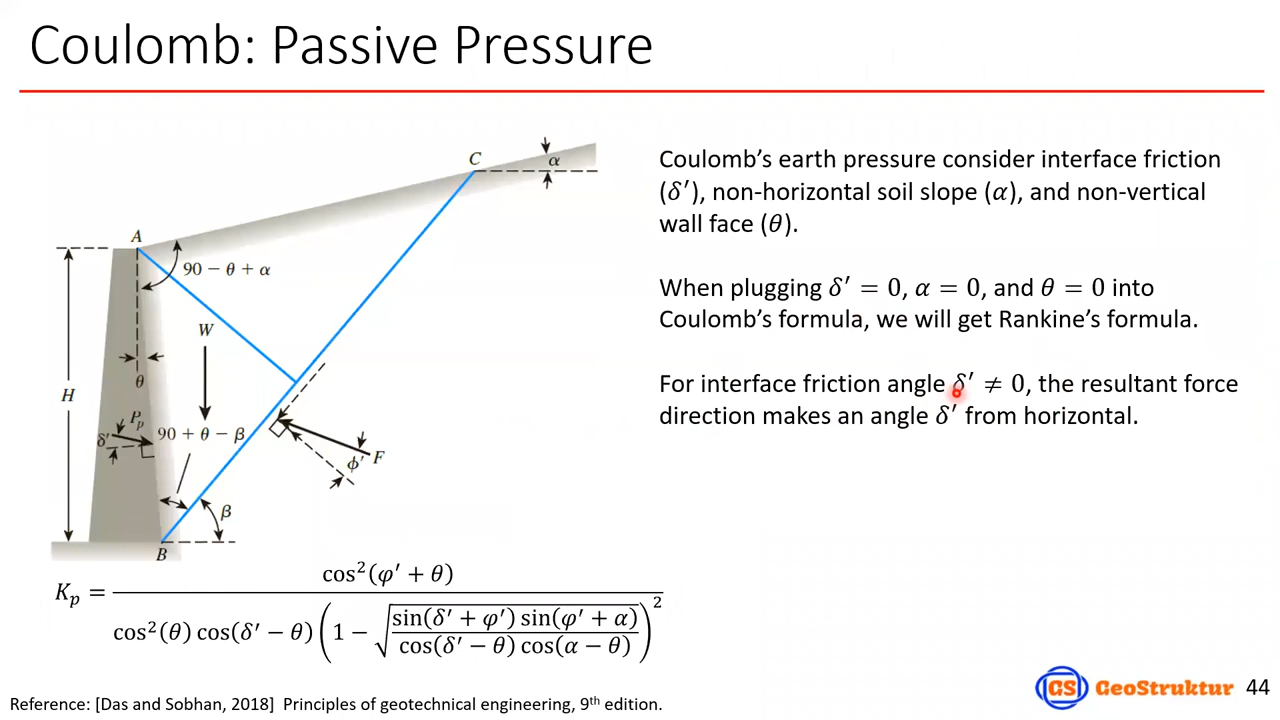 Coulomb: Passive Pressure
C
α
A
90 − θ + α
W
θ
H
P_p
δ′
90 + θ − β
F
ϕ′
β
B
Coulomb’s earth pressure consider interface friction
(δ′), non-horizontal soil slope (α), and non-vertical
wall face (θ).
When plugging δ′ = 0, α = 0, and θ = 0 into
Coulomb’s formula, we will get Rankine’s formula.
For interface friction angle δ′ ≠ 0, the resultant force
direction makes an angle δ′ from horizontal.
K_p = cos²(φ′ + θ) / cos²(θ) cos(δ′ − θ) (1 − √(sin(δ′ + φ′) sin(φ′ + α) / cos(δ′ − θ) cos(α − θ)))²
GS GeoStruktur 44
Reference: [Das and Sobhan, 2018] Principles of geotechnical engineering, 9th edition.